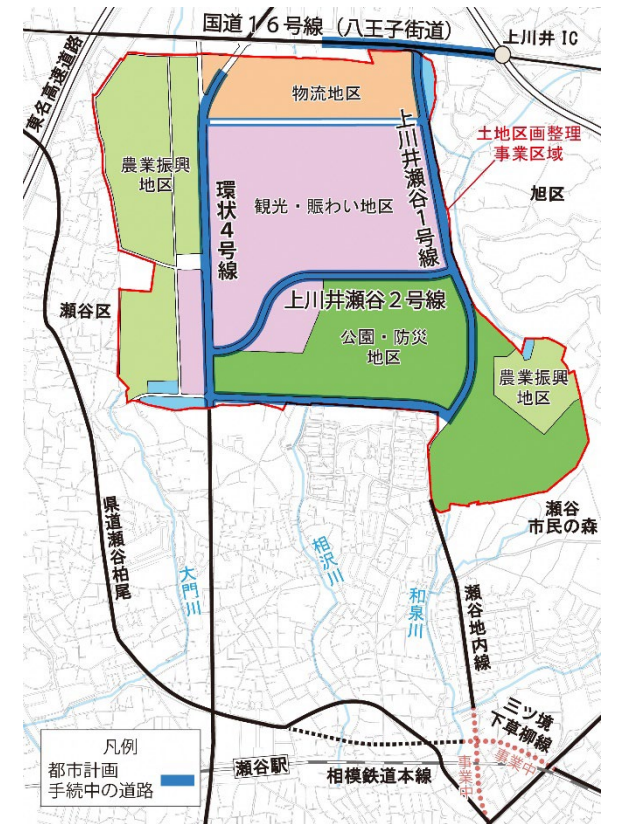 国道16号線（八王子街道）
上川井 IC
東名高速道路
物流地区
土地区画整理
事業区域
上川井瀬谷1号線
農業振興
地区
旭区
環状4号線
観光・賑わい地区
瀬谷区
上川井瀬谷2号線
公園・防災
地区
農業振興
地区
瀬谷
市民の森
県道瀬谷柏尾
相沢川
大門川
和泉川
瀬谷地内線
三ツ境
下草柳線
事業中
事業中
瀬谷駅
相模鉄道本線
凡例
都市計画
手続中の道路